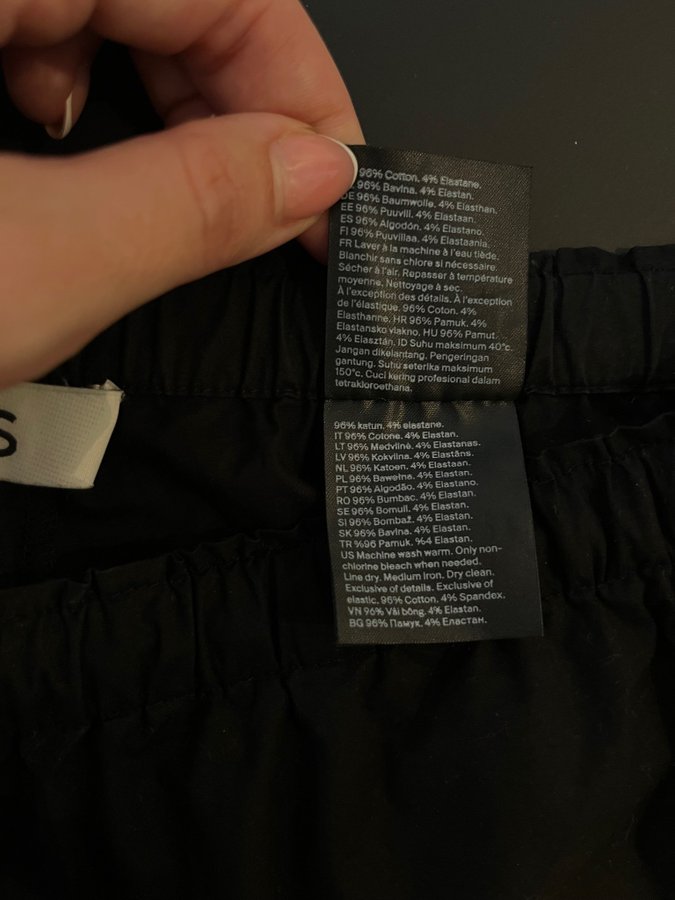 96% Cotton. 4% Elastane.
96% Bavlna. 4% Elastan.
DE 96% Baumwolle. 4% Elasthan.
EE 96% Puuvill. 4% Elastaan.
ES 96% Algodón. 4% Elastano.
FI 96% Puuvillaa. 4% Elastaania.
FR Laver à la machine à l'eau tiède.
Blanchir sans chlore si nécessaire.
Sécher à l'air. Repasser à température
moyenne. Nettoyage à sec.
À l'exception des détails. À l'exception
de l'élastique. 96% Coton. 4%
Elasthanne. HR 96% Pamuk. 4%
Elastansko vlakno. HU 96% Pamut.
4% Elasztán. ID Suhu maksimum 40°c.
Jangan dikelantang. Pengeringan
gantung. Suhu seterika maksimum
150°c. Cuci kering profesional dalam
tetrakloroethana.
S
96% katun. 4% elastane.
IT 96% Cotone. 4% Elastan.
LT 96% Medvilnė. 4% Elastanas.
LV 96% Kokvilna. 4% Elastāns.
NL 96% Katoen. 4% Elastaan.
PL 96% Bawełna. 4% Elastan.
PT 96% Algodão. 4% Elastano.
RO 96% Bumbac. 4% Elastan.
SE 96% Bomull. 4% Elastan.
SI 96% Bombaž. 4% Elastan.
SK 96% Bavlna. 4% Elastan.
TR %96 Pamuk. %4 Elastan.
US Machine wash warm. Only non-
chlorine bleach when needed.
Line dry. Medium iron. Dry clean.
Exclusive of details. Exclusive of
elastic. 96% Cotton. 4% Spandex.
VN 96% Vải bông. 4% Elastan.
BG 96% Памук. 4% Еластан.